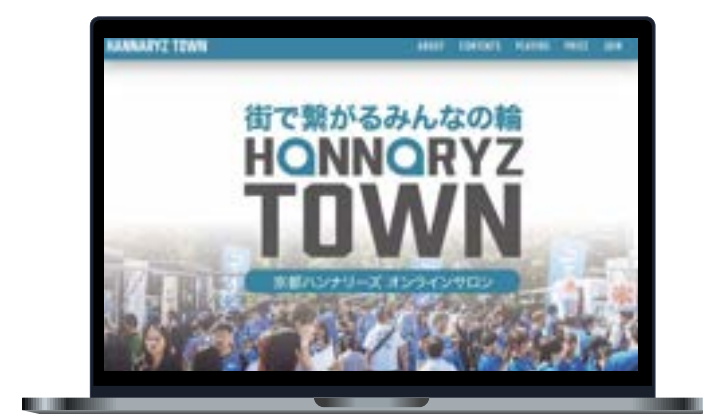 HANNARYZ TOWN
ABOUT CONTENTS PLAYERS PRICE JOIN
街で繋がるみんなの輪
HANNARYZ
TOWN
京都ハンナリーズ オンラインサロン